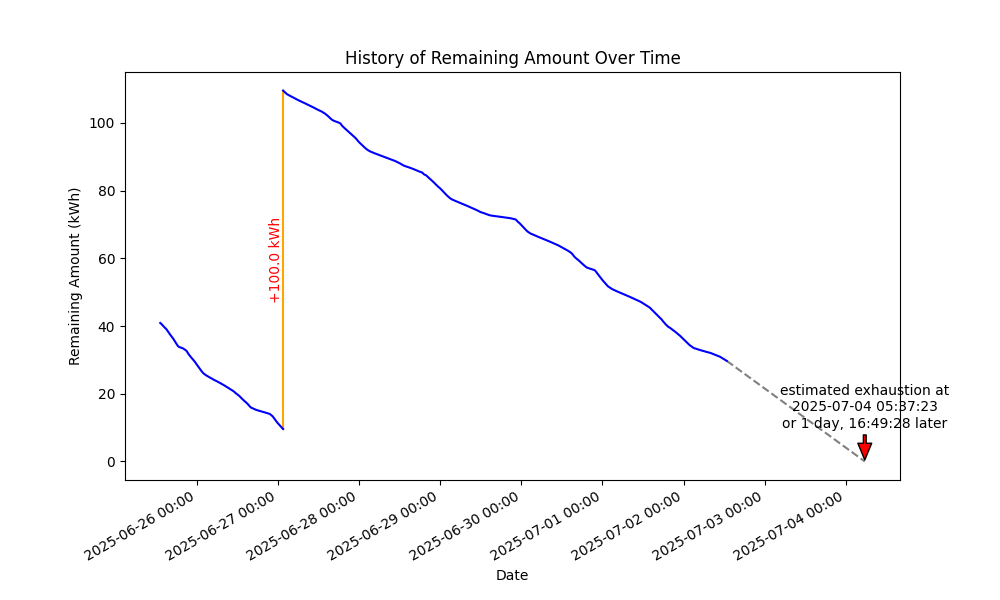 History of Remaining Amount Over Time
Remaining Amount (kWh)
100
80
60
40
20
0
+100.0 kWh
estimated exhaustion at
2025-07-04 05:37:23
or 1 day, 16:49:28 later
2025-06-26 00:00
2025-06-27 00:00
2025-06-28 00:00
2025-06-29 00:00
2025-06-30 00:00
2025-07-01 00:00
2025-07-02 00:00
2025-07-03 00:00
2025-07-04 00:00
Date